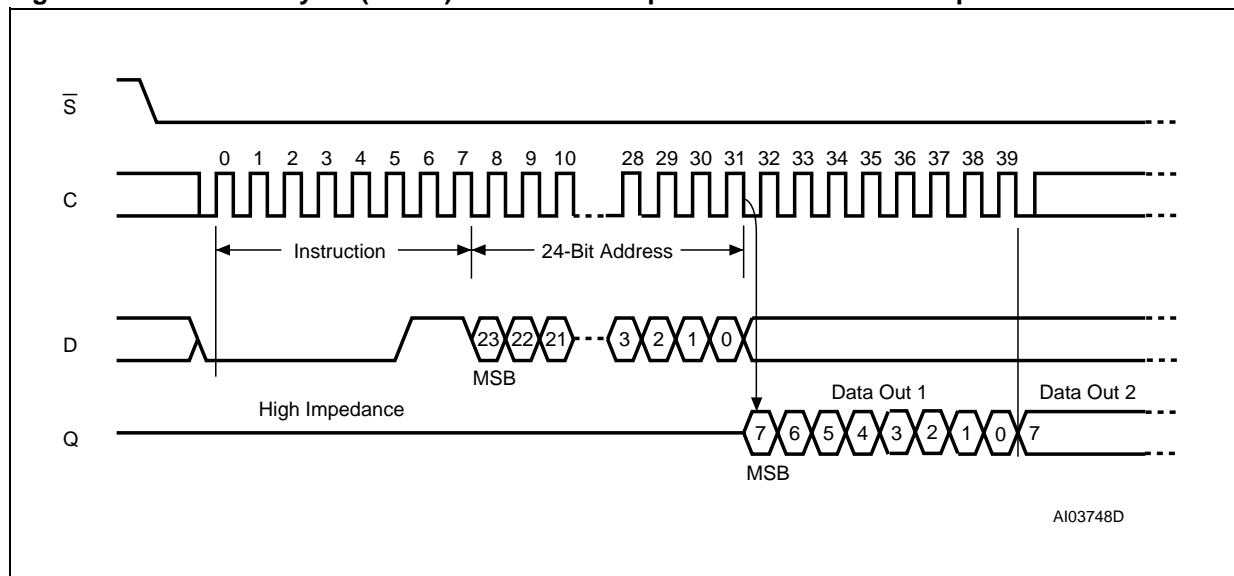 S
0 1 2 3 4 5 6 7 8 9 10 28 29 30 31 32 33 34 35 36 37 38 39
C
Instruction 24-Bit Address
D
23 22 21 3 2 1 0
MSB
High Impedance Data Out 1 Data Out 2
Q
7 6 5 4 3 2 1 0 7
MSB
AI03748D